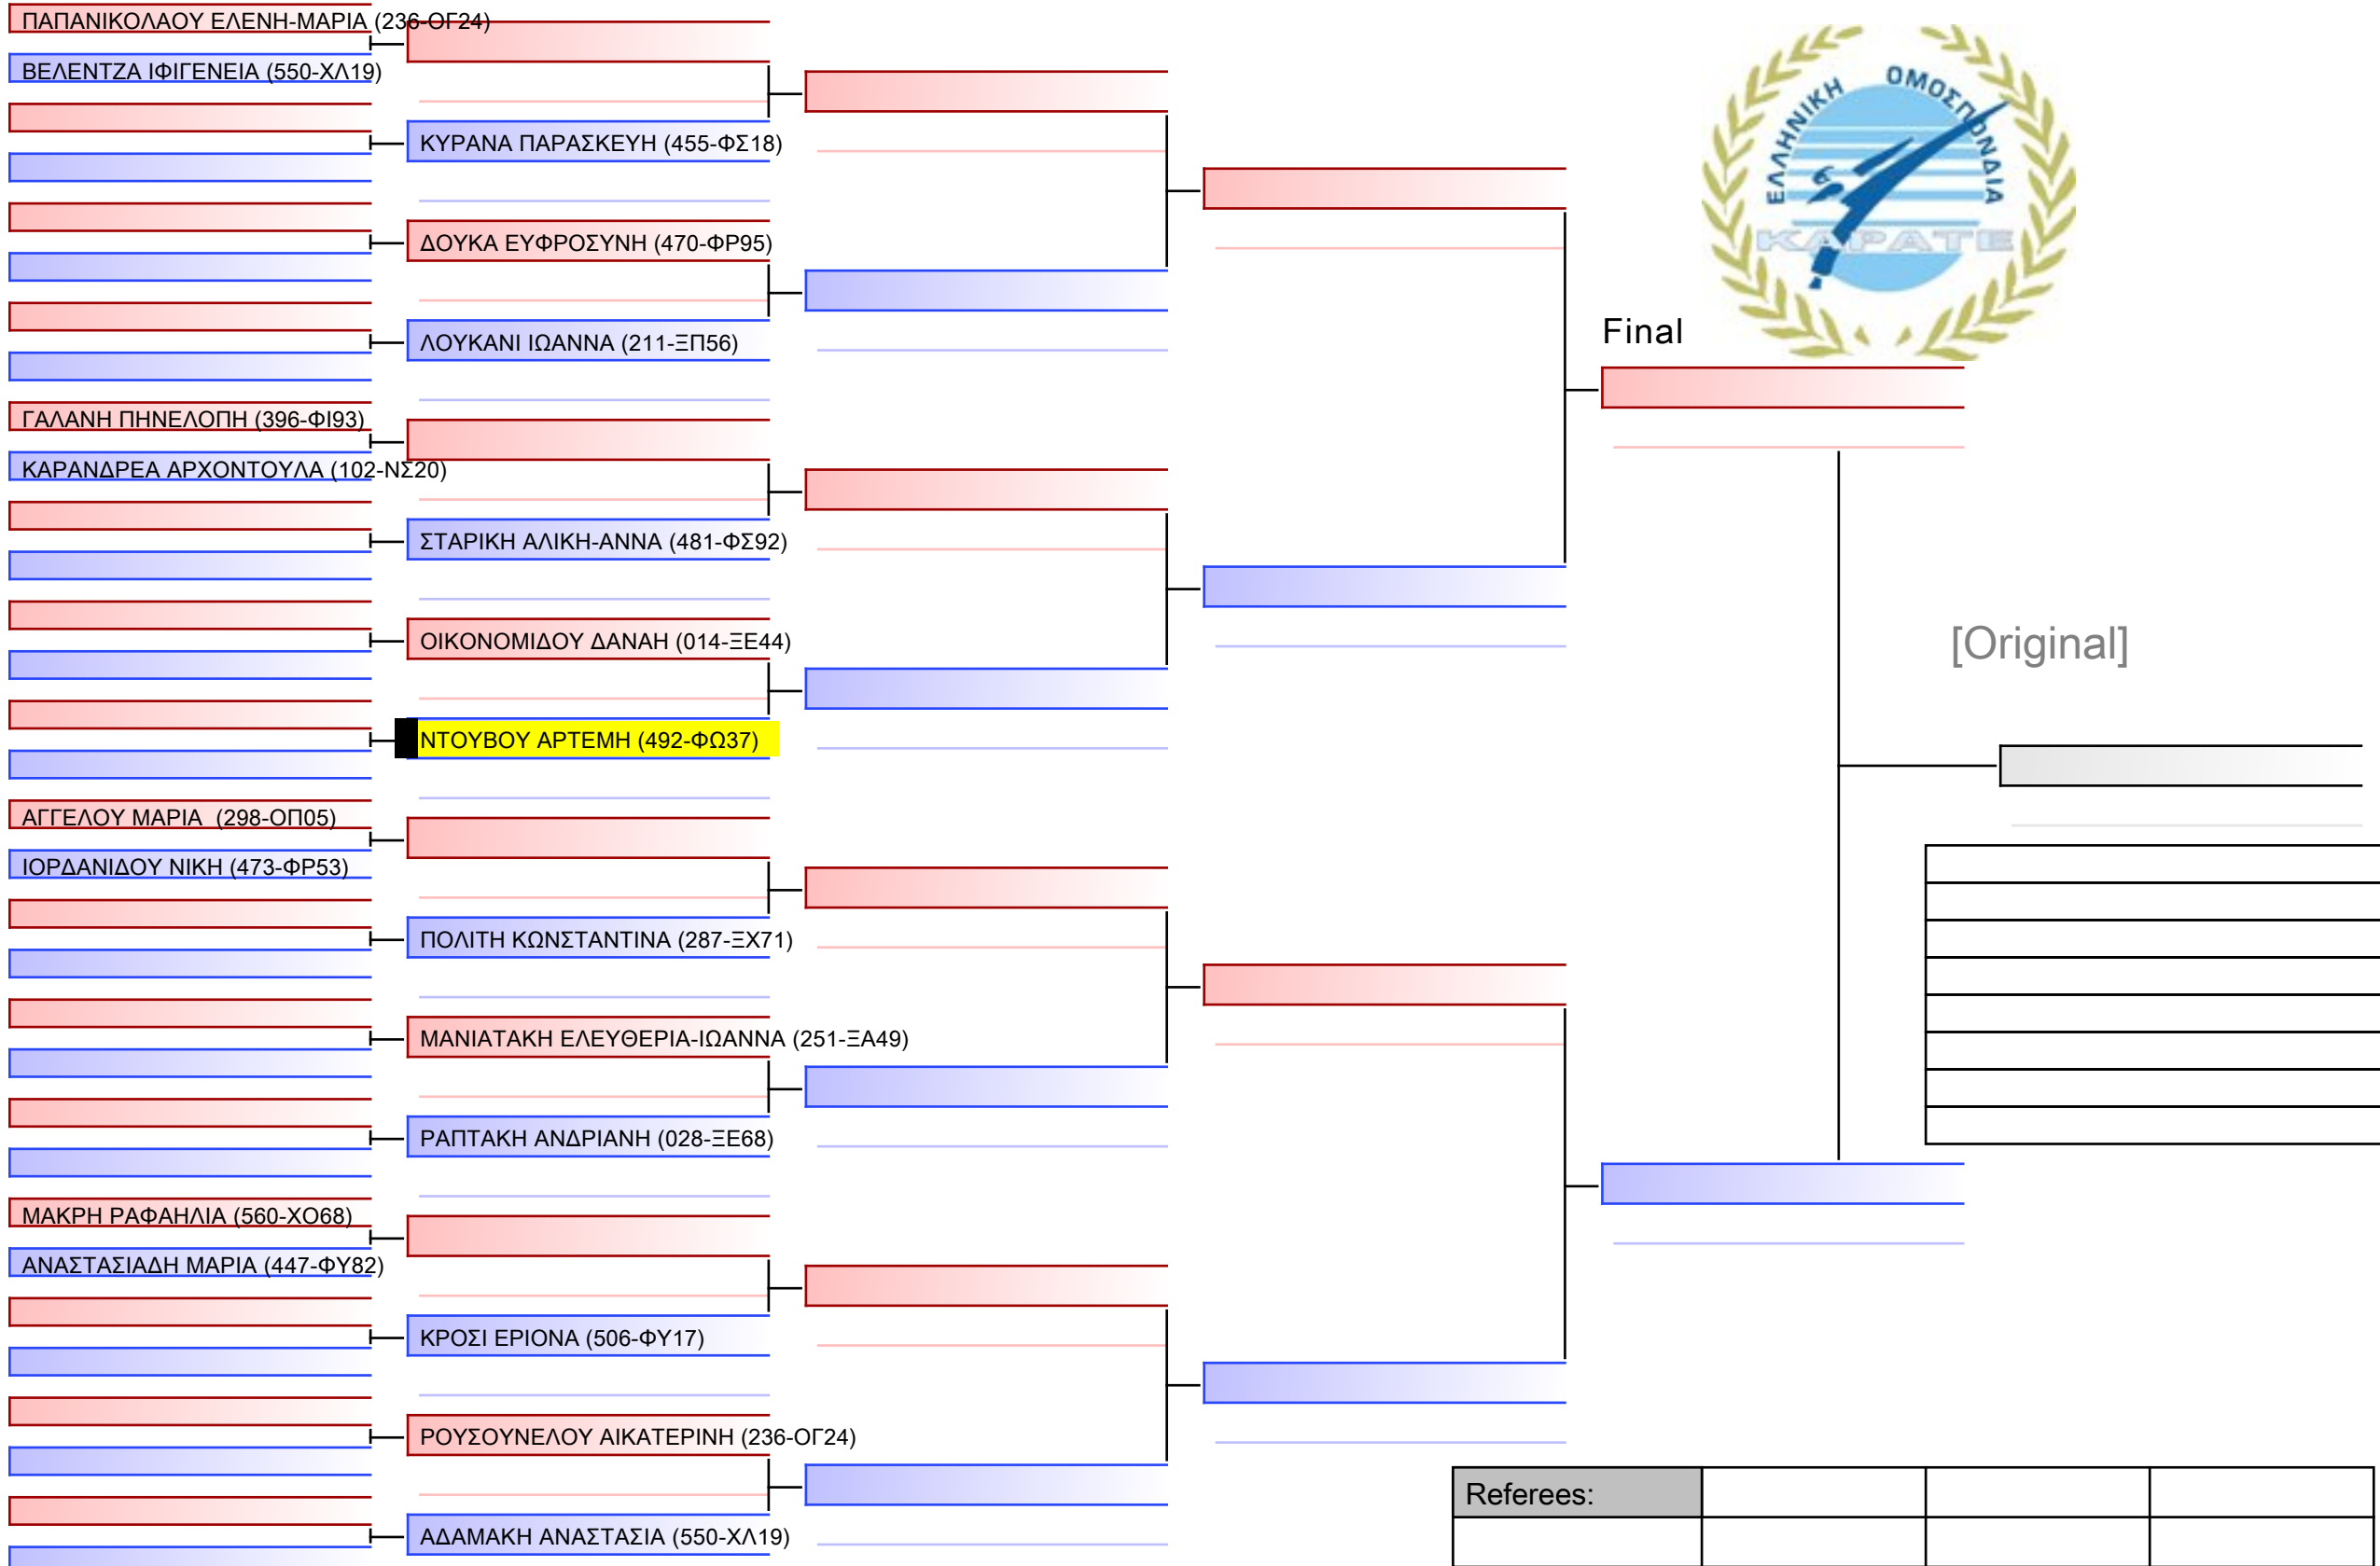 ΠΑΠΑΝΙΚΟΛΑΟΥ ΕΛΕΝΗ-ΜΑΡΙΑ (236-ΟΓ24)
ΒΕΛΕΝΤΖΑ ΙΦΙΓΕΝΕΙΑ (550-ΧΛ19)
ΚΥΡΑΝΑ ΠΑΡΑΣΚΕΥΗ (455-ΦΣ18)
ΔΟΥΚΑ ΕΥΦΡΟΣΥΝΗ (470-ΦΡ95)
ΛΟΥΚΑΝΙ ΙΩΑΝΝΑ (211-ΞΠ56)
ΓΑΛΑΝΗ ΠΗΝΕΛΟΠΗ (396-ΦΙ93)
ΚΑΡΑΝΔΡΕΑ ΑΡΧΟΝΤΟΥΛΑ (102-ΝΣ20)
ΣΤΑΡΙΚΗ ΑΛΙΚΗ-ΑΝΝΑ (481-ΦΣ92)
ΟΙΚΟΝΟΜΙΔΟΥ ΔΑΝΑΗ (014-ΞΕ44)
ΝΤΟΥΒΟΥ ΑΡΤΕΜΗ (492-ΦΩ37)
ΑΓΓΕΛΟΥ ΜΑΡΙΑ  (298-ΟΠ05)
ΙΟΡΔΑΝΙΔΟΥ ΝΙΚΗ (473-ΦΡ53)
ΠΟΛΙΤΗ ΚΩΝΣΤΑΝΤΙΝΑ (287-ΞΧ71)
ΜΑΝΙΑΤΑΚΗ ΕΛΕΥΘΕΡΙΑ-ΙΩΑΝΝΑ (251-ΞΑ49)
ΡΑΠΤΑΚΗ ΑΝΔΡΙΑΝΗ (028-ΞΕ68)
ΜΑΚΡΗ ΡΑΦΑΗΛΙΑ (560-ΧΟ68)
ΑΝΑΣΤΑΣΙΑΔΗ ΜΑΡΙΑ (447-ΦΥ82)
ΚΡΟΣΙ ΕΡΙΟΝΑ (506-ΦΥ17)
ΡΟΥΣΟΥΝΕΛΟΥ ΑΙΚΑΤΕΡΙΝΗ (236-ΟΓ24)
ΑΔΑΜΑΚΗ ΑΝΑΣΤΑΣΙΑ (550-ΧΛ19)
ΕΛΛΗΝΙΚΗ ΟΜΟΣΠΟΝΔΙΑ
ΚΑΡΑΤΕ
Final
[Original]
Referees: